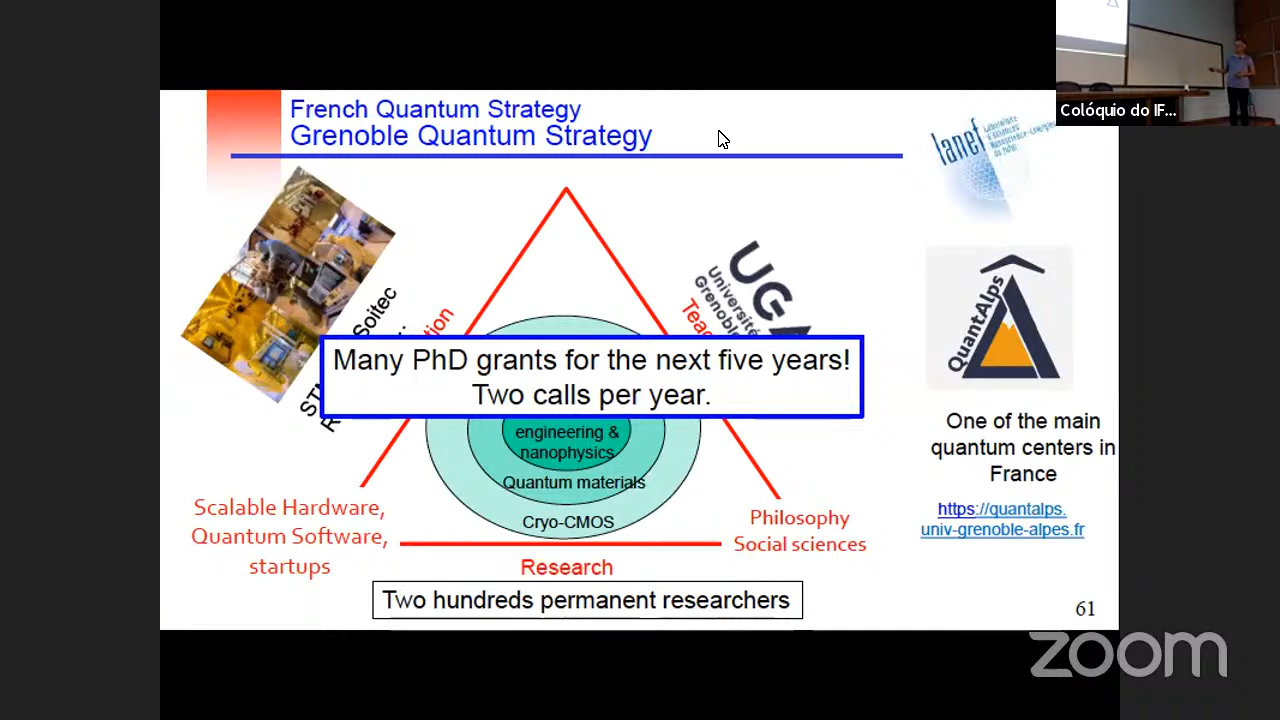 French Quantum Strategy
Grenoble Quantum Strategy
Colóquio do IF...
lanef
Soitec
...
UGA
Université
Grenoble
Many PhD grants for the next five years!
Two calls per year.
engineering &
nanophysics
Quantum materials
Cryo-CMOS
Scalable Hardware,
Quantum Software,
startups
Philosophy
Social sciences
Research
Two hundreds permanent researchers
QuantAlps
One of the main
quantum centers in
France
https://quantalps.
univ-grenoble-alpes.fr
61
zoom